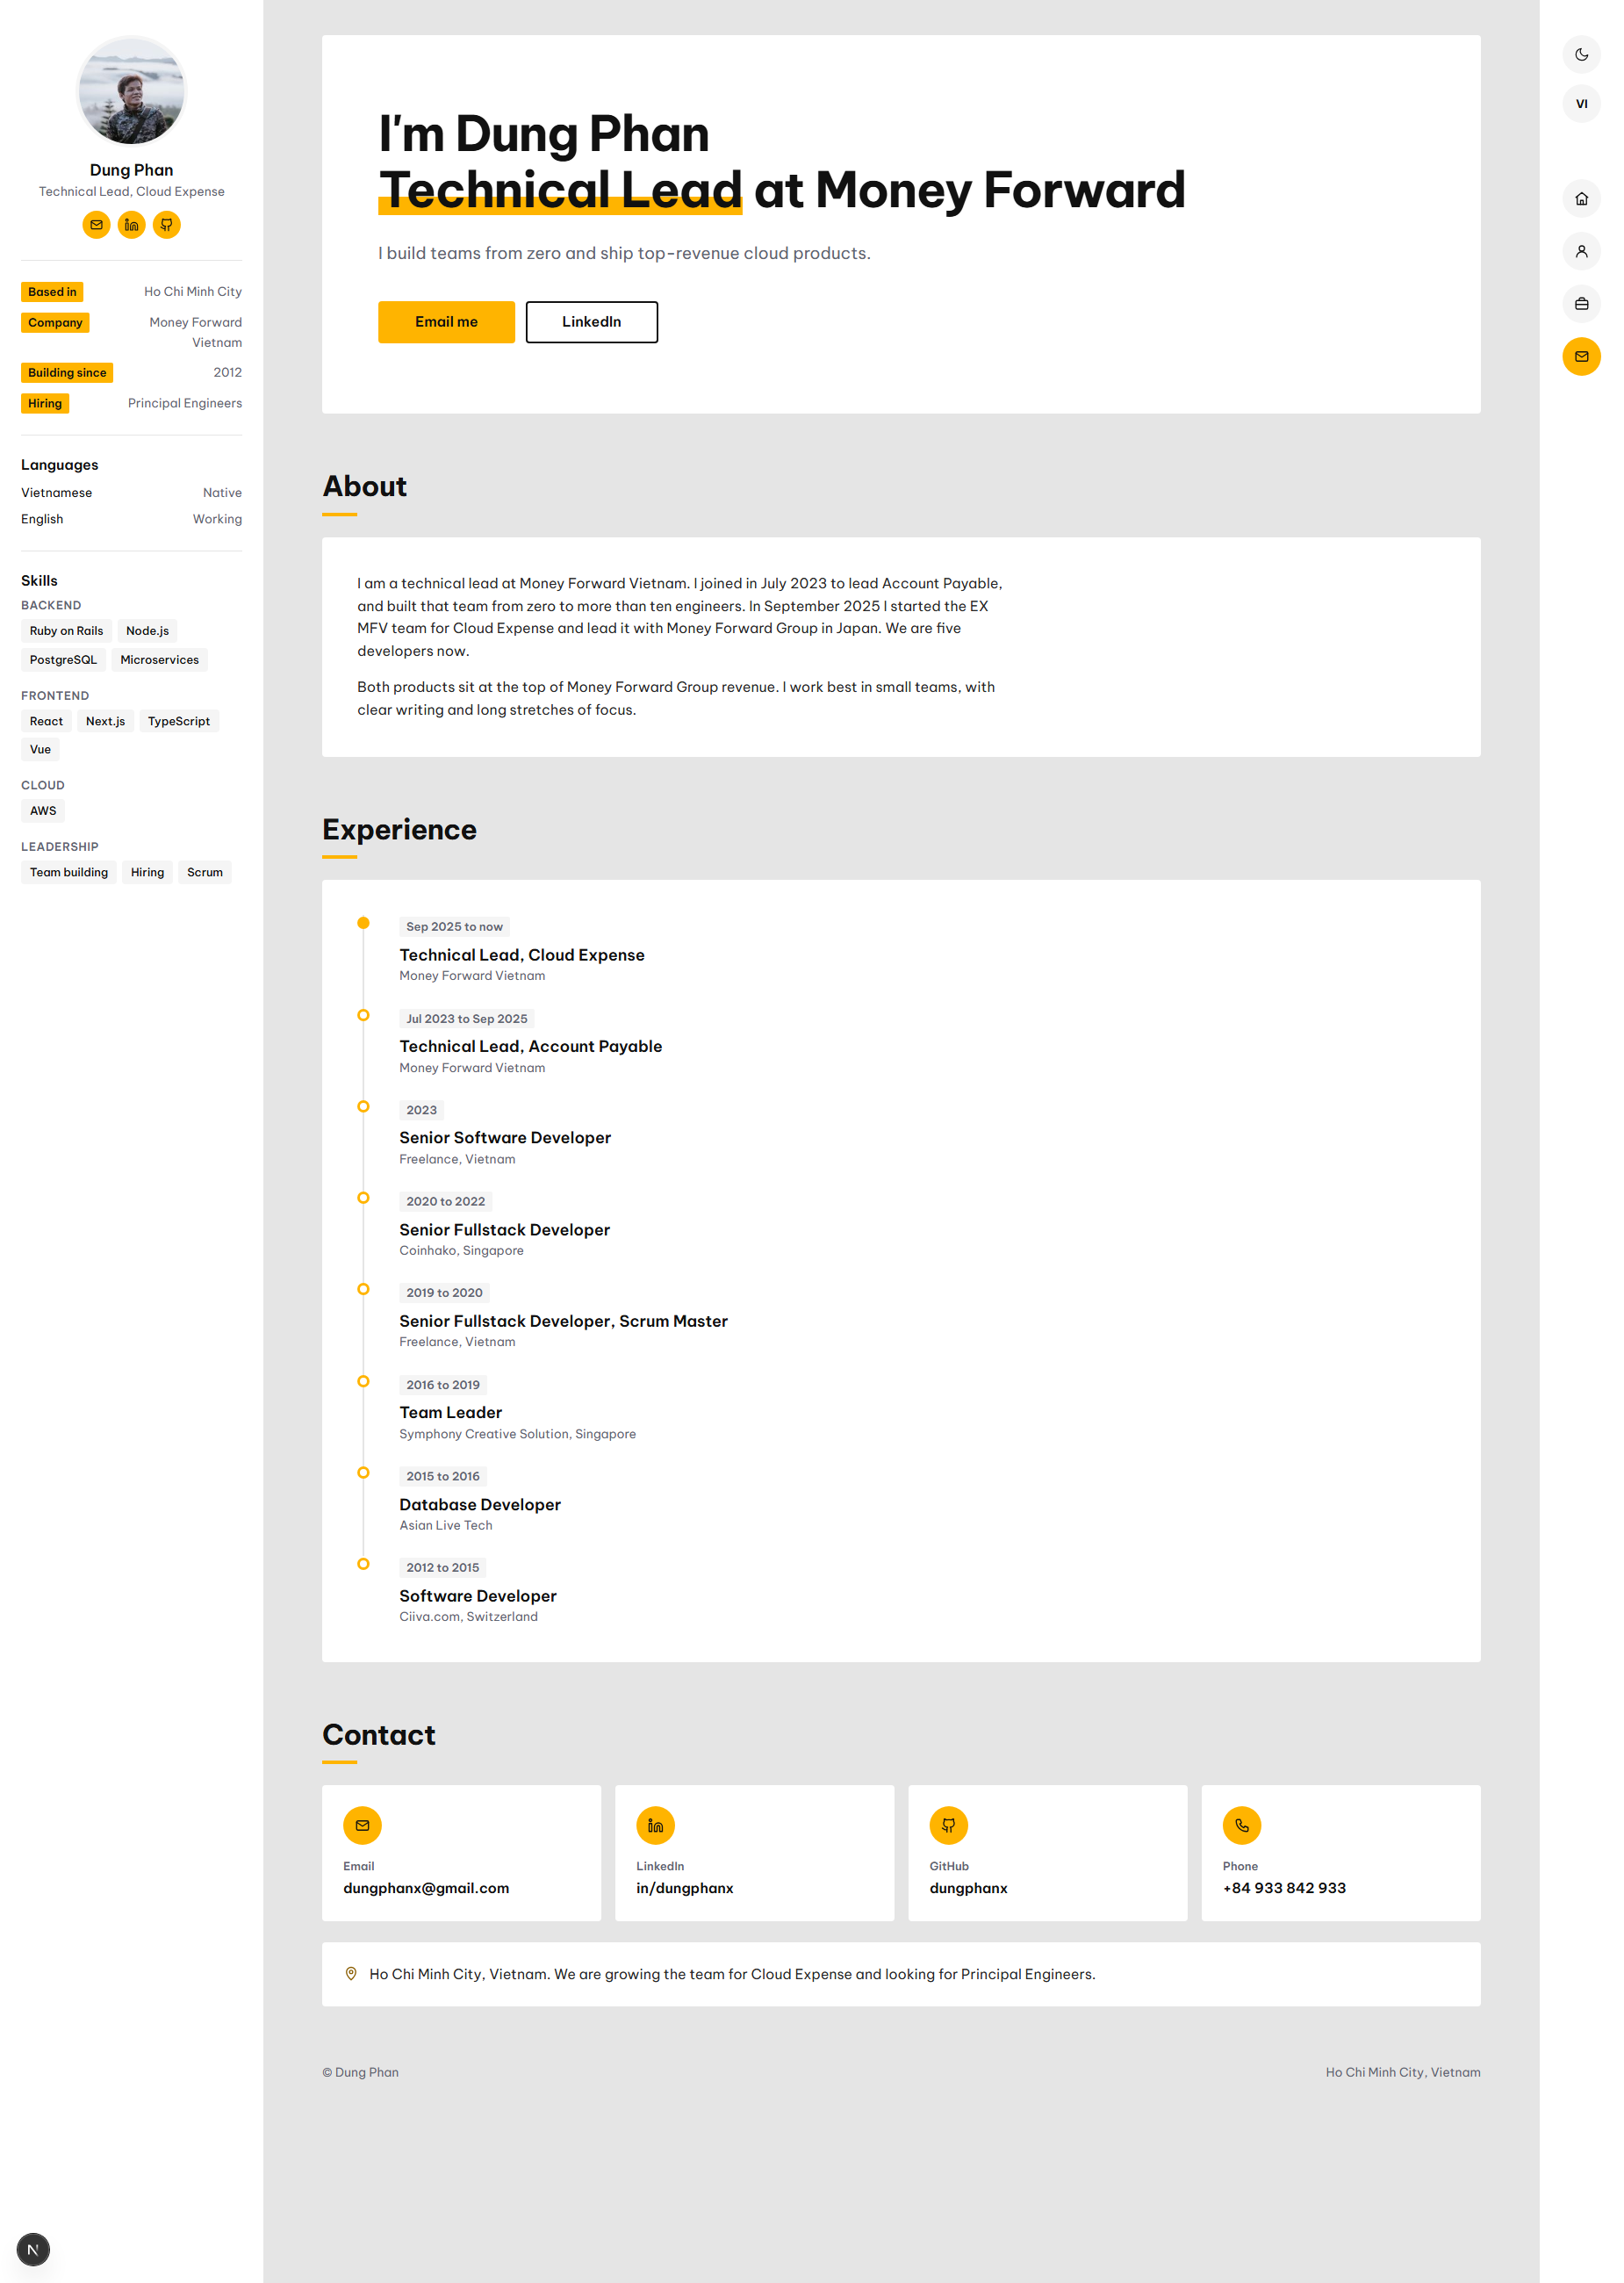 Dung Phan
Technical Lead, Cloud Expense
Based in Ho Chi Minh City
Company Money Forward
Vietnam
Building since 2012
Hiring Principal Engineers
Languages
Vietnamese Native
English Working
Skills
BACKEND
Ruby on Rails Node.js
PostgreSQL Microservices
FRONTEND
React Next.js TypeScript
Vue
CLOUD
AWS
LEADERSHIP
Team building Hiring Scrum
N
I'm Dung Phan
Technical Lead at Money Forward
I build teams from zero and ship top-revenue cloud products.
Email me LinkedIn
About
I am a technical lead at Money Forward Vietnam. I joined in July 2023 to lead Account Payable,
and built that team from zero to more than ten engineers. In September 2025 I started the EX
MFV team for Cloud Expense and lead it with Money Forward Group in Japan. We are five
developers now.
Both products sit at the top of Money Forward Group revenue. I work best in small teams, with
clear writing and long stretches of focus.
Experience
Sep 2025 to now
Technical Lead, Cloud Expense
Money Forward Vietnam
Jul 2023 to Sep 2025
Technical Lead, Account Payable
Money Forward Vietnam
2023
Senior Software Developer
Freelance, Vietnam
2020 to 2022
Senior Fullstack Developer
Coinhako, Singapore
2019 to 2020
Senior Fullstack Developer, Scrum Master
Freelance, Vietnam
2016 to 2019
Team Leader
Symphony Creative Solution, Singapore
2015 to 2016
Database Developer
Asian Live Tech
2012 to 2015
Software Developer
Ciiva.com, Switzerland
Contact
Email
dungphanx@gmail.com
LinkedIn
in/dungphanx
GitHub
dungphanx
Phone
+84 933 842 933
Ho Chi Minh City, Vietnam. We are growing the team for Cloud Expense and looking for Principal Engineers.
© Dung Phan Ho Chi Minh City, Vietnam
VI